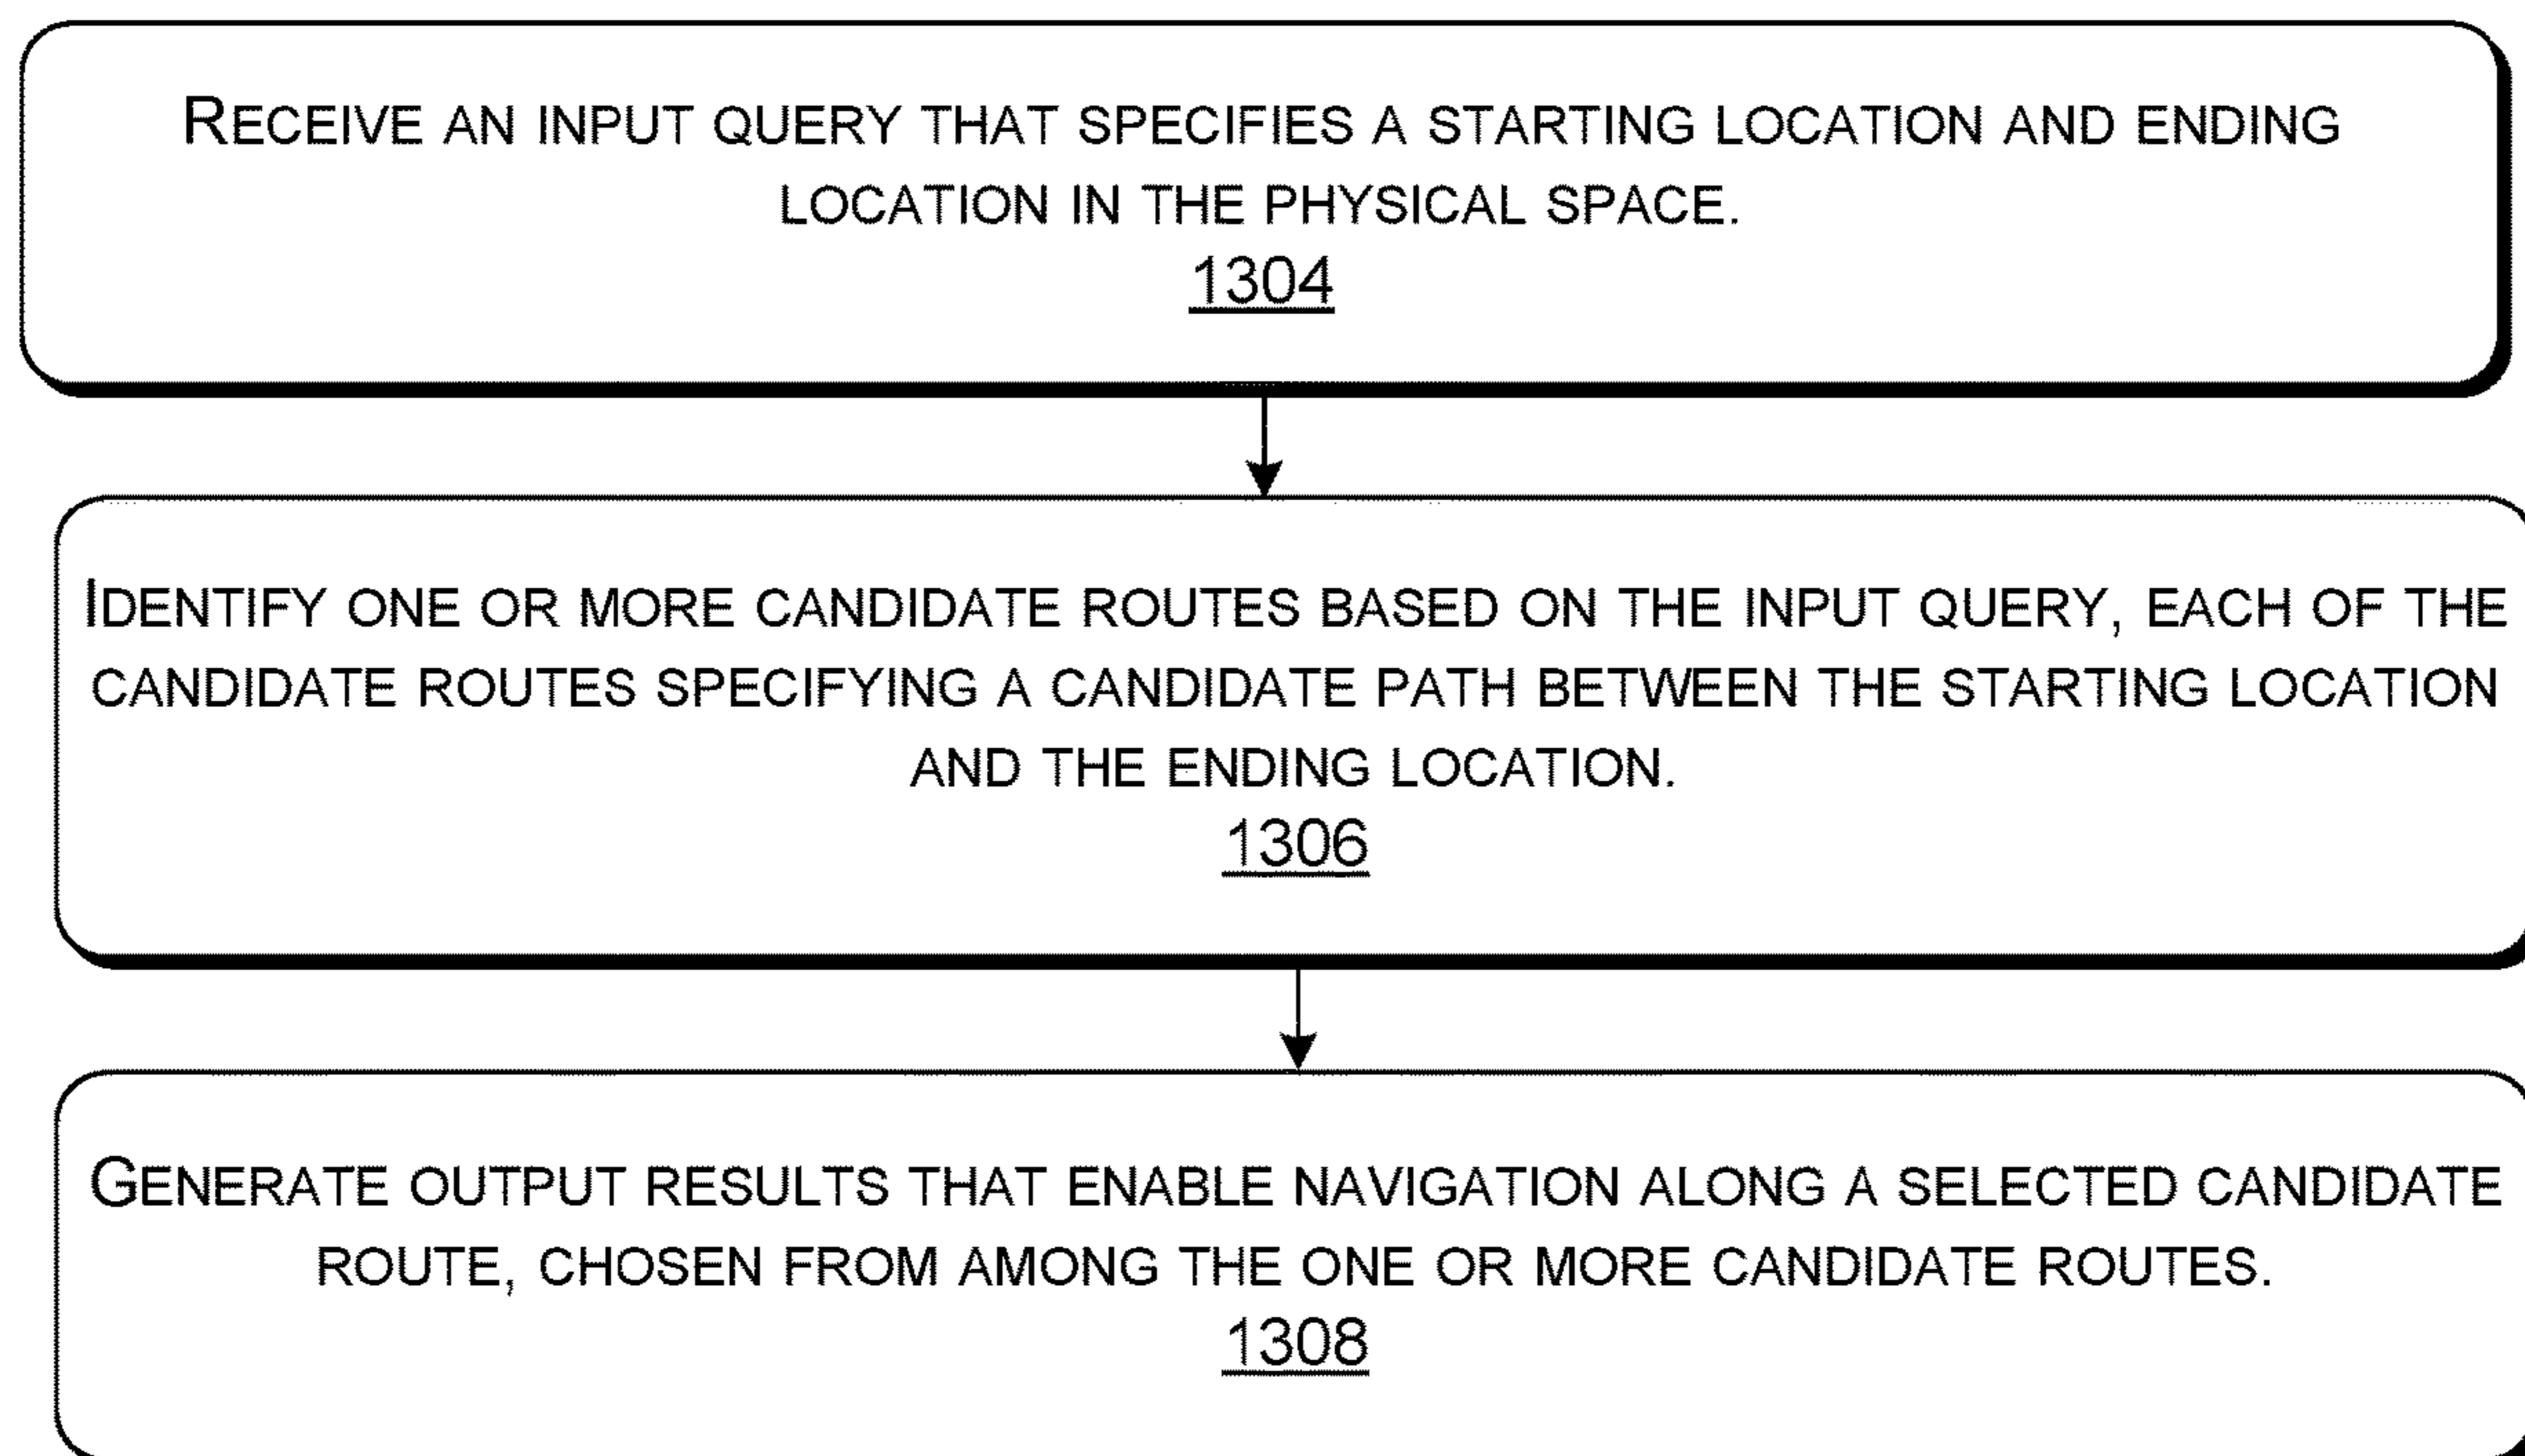 RECEIVE AN INPUT QUERY THAT SPECIFIES A STARTING LOCATION AND ENDING
LOCATION IN THE PHYSICAL SPACE.
1304
IDENTIFY ONE OR MORE CANDIDATE ROUTES BASED ON THE INPUT QUERY, EACH OF THE
CANDIDATE ROUTES SPECIFYING A CANDIDATE PATH BETWEEN THE STARTING LOCATION
AND THE ENDING LOCATION.
1306
GENERATE OUTPUT RESULTS THAT ENABLE NAVIGATION ALONG A SELECTED CANDIDATE
ROUTE, CHOSEN FROM AMONG THE ONE OR MORE CANDIDATE ROUTES.
1308